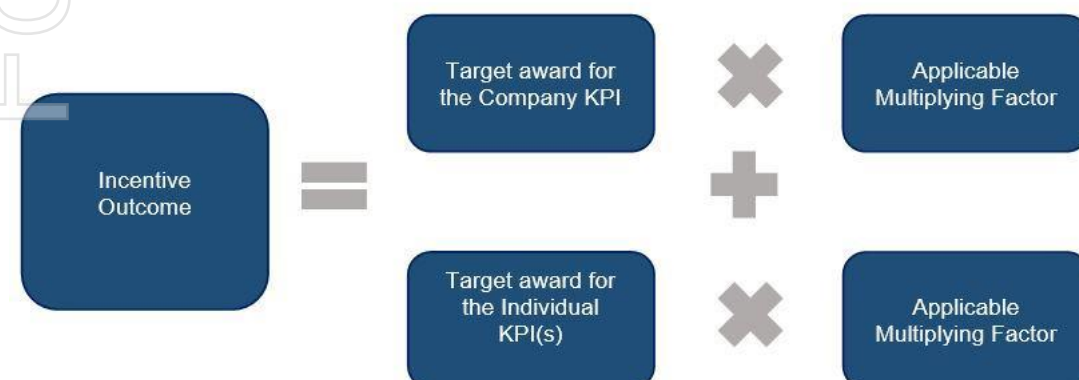 Target award for
the Company KPI
Applicable
Multiplying Factor
Incentive
Outcome
Target award for
the Individual
KPI(s)
Applicable
Multiplying Factor